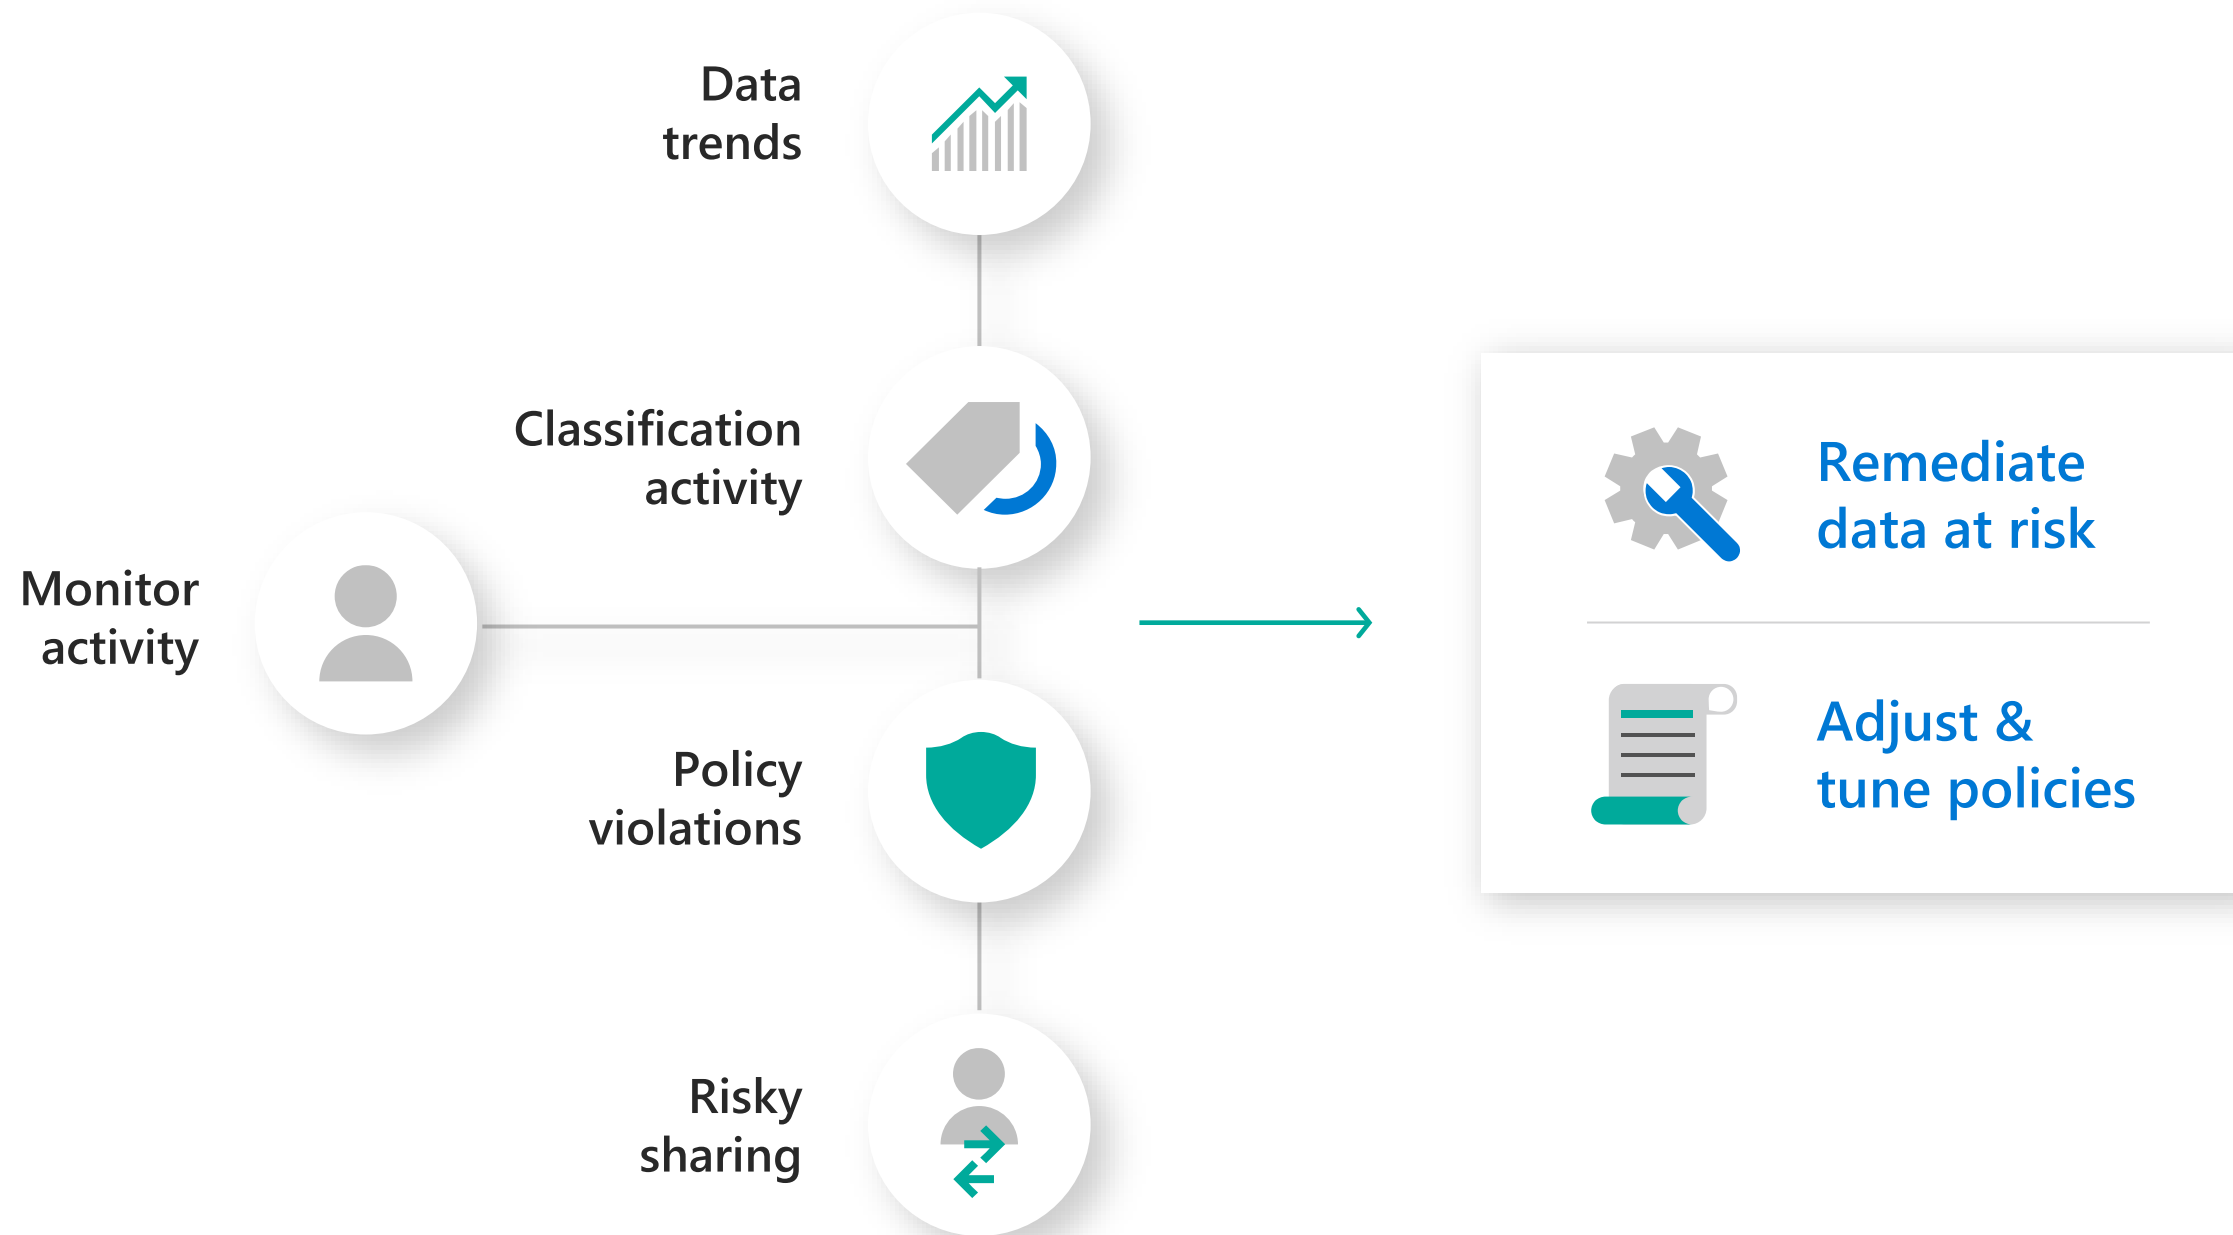 Data
trends
Classification
activity
Monitor
activity
Policy
violations
Risky
sharing
Remediate
data at risk
Adjust &
tune policies